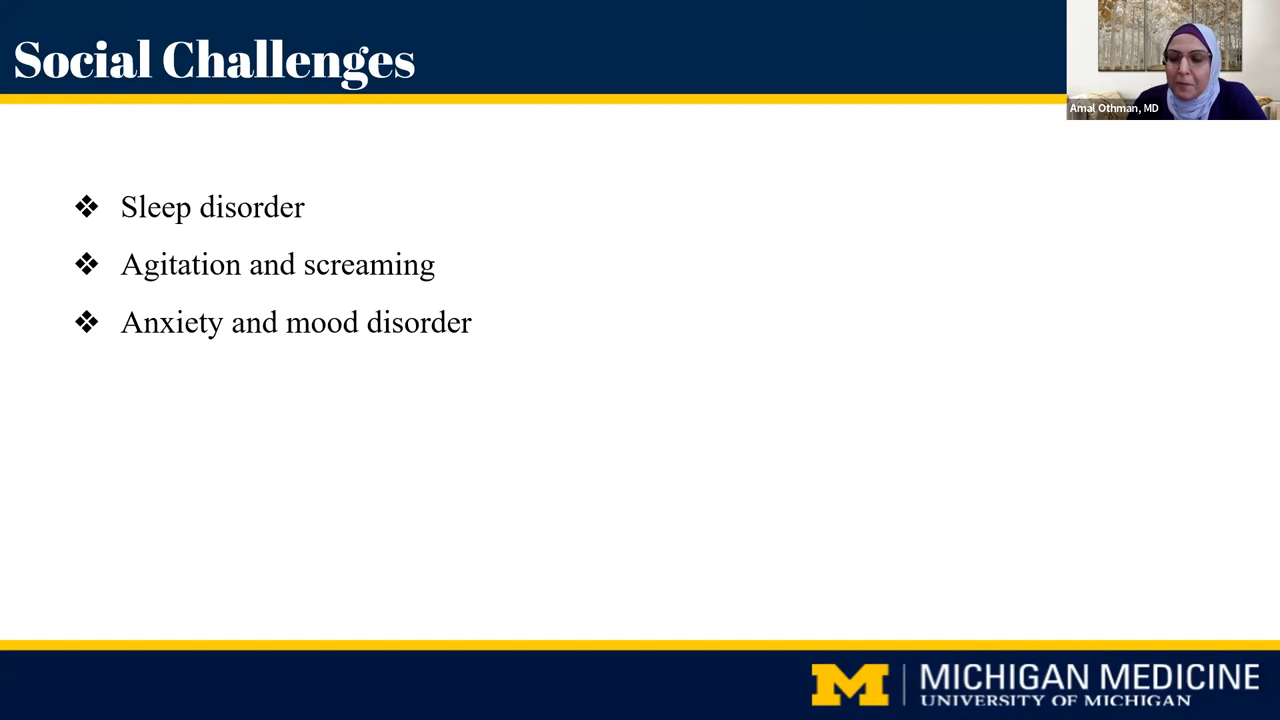 Social Challenges
Amal Othman, MD
❖ Sleep disorder
❖ Agitation and screaming
❖ Anxiety and mood disorder
M | MICHIGAN MEDICINE
UNIVERSITY OF MICHIGAN